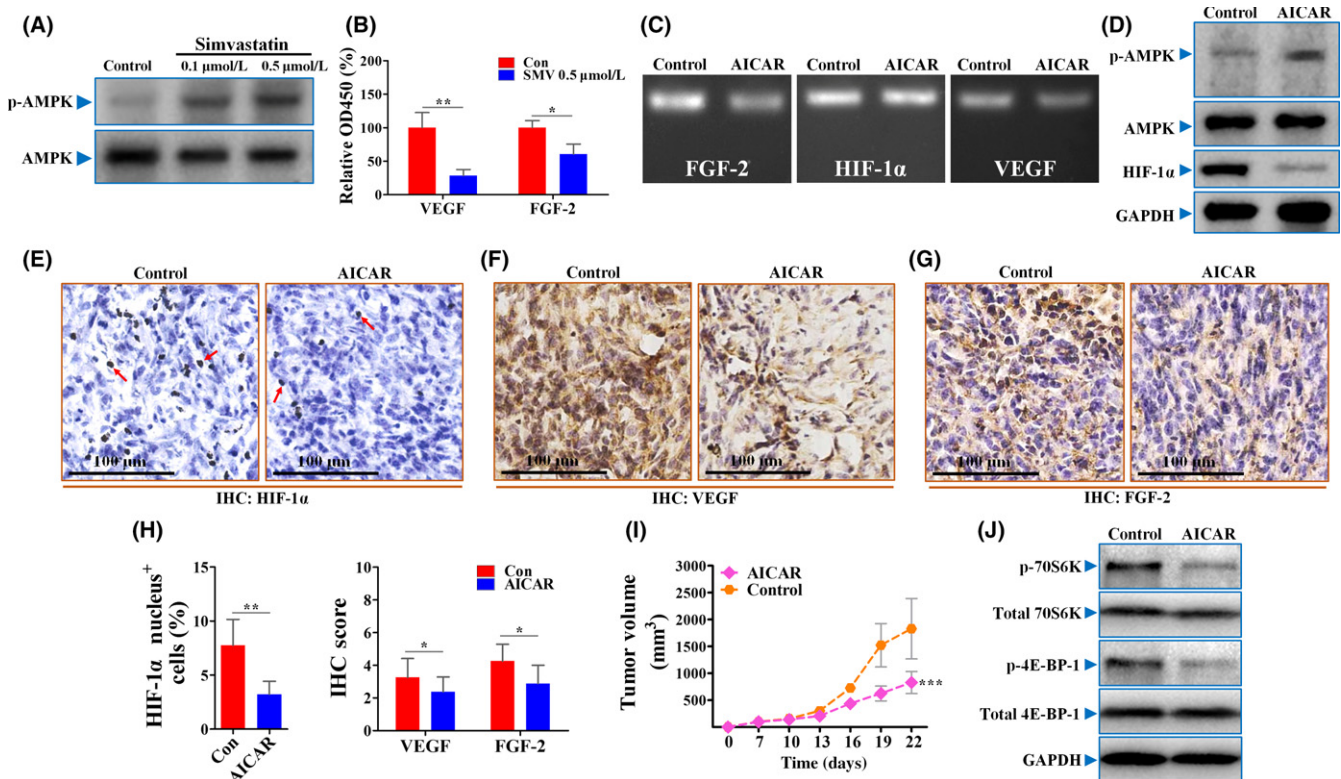 (A)
Simvastatin
Control 0.1 μmol/L 0.5 μmol/L
p-AMPK
AMPK
(B)
Relative OD450 (%)
200
150
100
50
0
Con
SMV 0.5 μmol/L
**
*
VEGF FGF-2
(C)
Control AICAR Control AICAR Control AICAR
FGF-2 HIF-1α VEGF
(D)
Control AICAR
p-AMPK
AMPK
HIF-1α
GAPDH
(E)
Control AICAR
100 μm 100 μm
IHC: HIF-1α
(F)
Control AICAR
100 μm 100 μm
IHC: VEGF
(G)
Control AICAR
100 μm 100 μm
IHC: FGF-2
(H)
HIF-1α nucleus+
cells (%)
15
10
5
0
**
Con AICAR
IHC score
12
9
6
3
0
Con
AICAR
*
*
VEGF FGF-2
(I)
Tumor volume
(mm3)
3000
2500
2000
1500
1000
500
AICAR
Control
***
0 7 10 13 16 19 22
Time (days)
(J)
Control AICAR
p-70S6K
Total 70S6K
p-4E-BP-1
Total 4E-BP-1
GAPDH